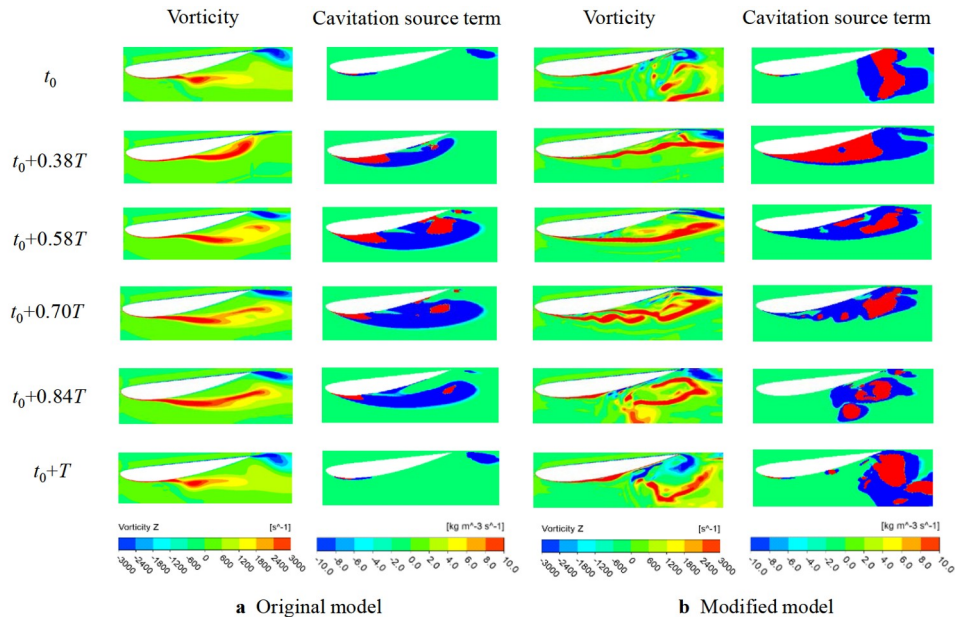 Vorticity Cavitation source term Vorticity Cavitation source term
t0
t0+0.38T
t0+0.58T
t0+0.70T
t0+0.84T
t0+T
Vorticity Z [s^-1] [kg m^-3 s^-1] Vorticity Z [s^-1] [kg m^-3 s^-1]
-3000 -2400 -1800 -1200 -600 0 600 1200 1800 2400 3000 -10.0 -8.0 -6.0 -4.0 -2.0 0.0 2.0 4.0 6.0 8.0 10.0 -3000 -2400 -1800 -1200 -600 0 600 1200 1800 2400 3000 -10.0 -8.0 -6.0 -4.0 -2.0 0.0 2.0 4.0 6.0 8.0 10.0
a Original model b Modified model